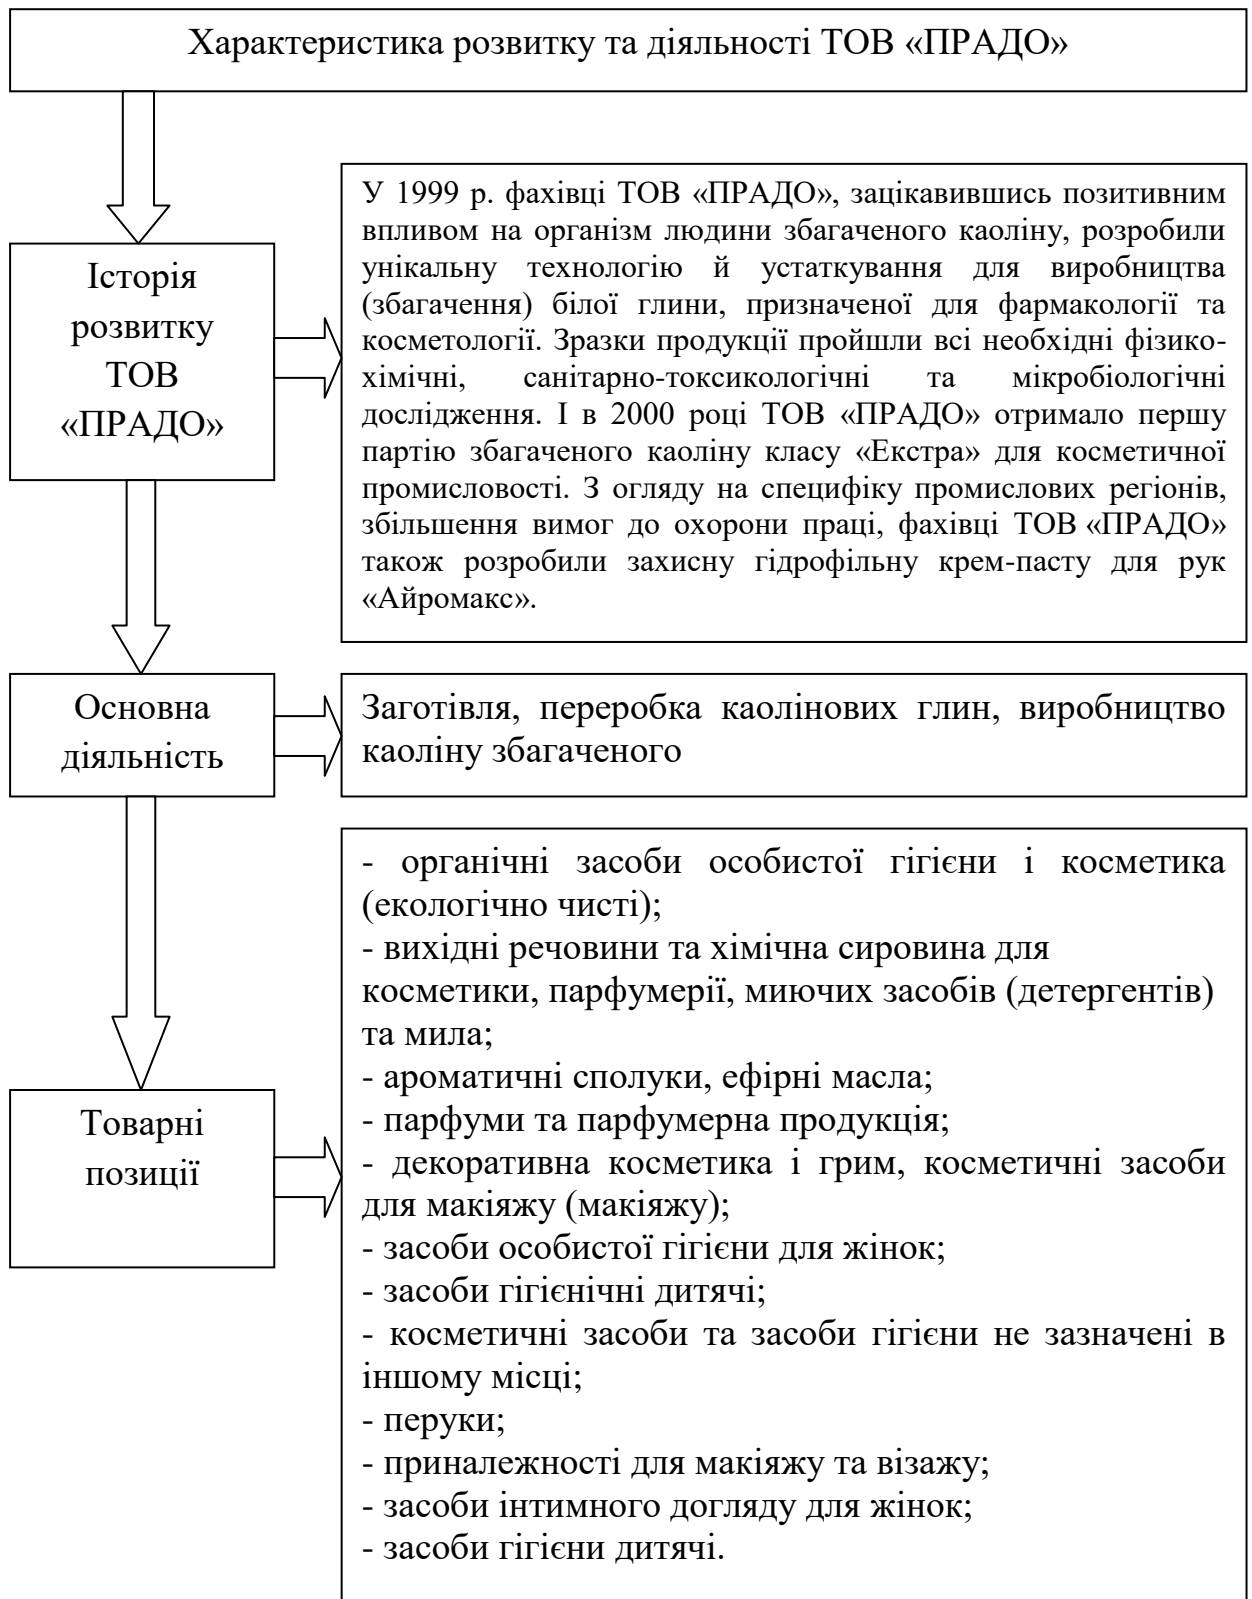 Характеристика розвитку та діяльності ТОВ «ПРАДО»
Історія
розвитку
ТОВ
«ПРАДО»
У 1999 р. фахівці ТОВ «ПРАДО», зацікавившись позитивним
впливом на організм людини збагаченого каоліну, розробили
унікальну технологію й устаткування для виробництва
(збагачення) білої глини, призначеної для фармакології та
косметології. Зразки продукції пройшли всі необхідні фізико-
хімічні, санітарно-токсикологічні та мікробіологічні
дослідження. І в 2000 році ТОВ «ПРАДО» отримало першу
партію збагаченого каоліну класу «Екстра» для косметичної
промисловості. З огляду на специфіку промислових регіонів,
збільшення вимог до охорони праці, фахівці ТОВ «ПРАДО»
також розробили захисну гідрофільну крем-пасту для рук
«Айромакс».
Основна
діяльність
Заготівля, переробка каолінових глин, виробництво
каоліну збагаченого
Товарні
позиції
- органічні засоби особистої гігієни і косметика
(екологічно чисті);
- вихідні речовини та хімічна сировина для
косметики, парфумерії, миючих засобів (детергентів)
та мила;
- ароматичні сполуки, ефірні масла;
- парфуми та парфумерна продукція;
- декоративна косметика і грим, косметичні засоби
для макіяжу (макіяжу);
- засоби особистої гігієни для жінок;
- засоби гігієнічні дитячі;
- косметичні засоби та засоби гігієни не зазначені в
іншому місці;
- перуки;
- приналежності для макіяжу та візажу;
- засоби інтимного догляду для жінок;
- засоби гігієни дитячі.